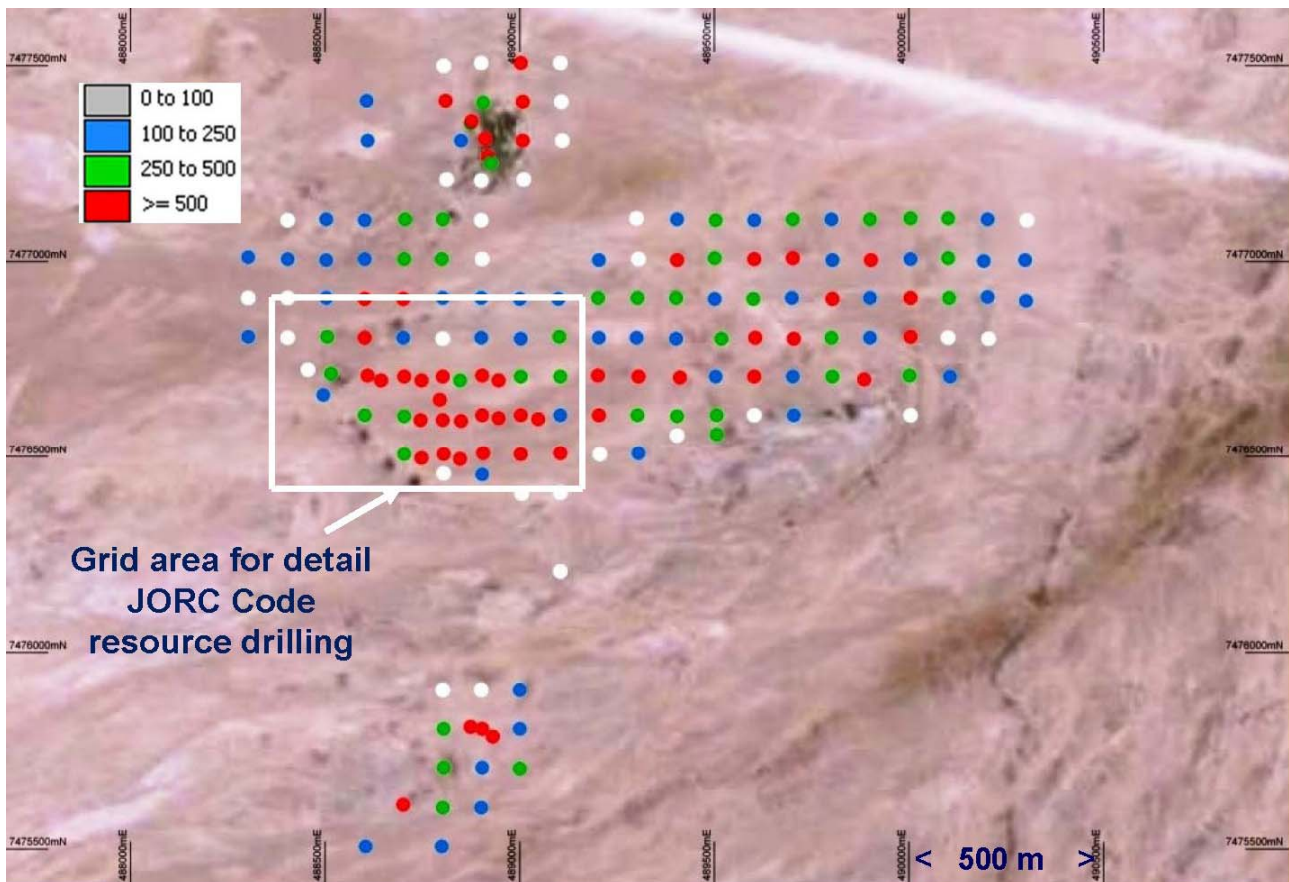 488000mE
488500mE
489000mE
489500mE
490000mE
490500mE
7477500mN
7477500mN
0 to 100
100 to 250
250 to 500
>= 500
7477000mN
7477000mN
7476500mN
7476500mN
Grid area for detail
JORC Code
resource drilling
7476000mN
7476000mN
7475500mN
7475500mN
< 500 m >
488000mE
488500mE
489000mE
489500mE
490000mE
490500mE